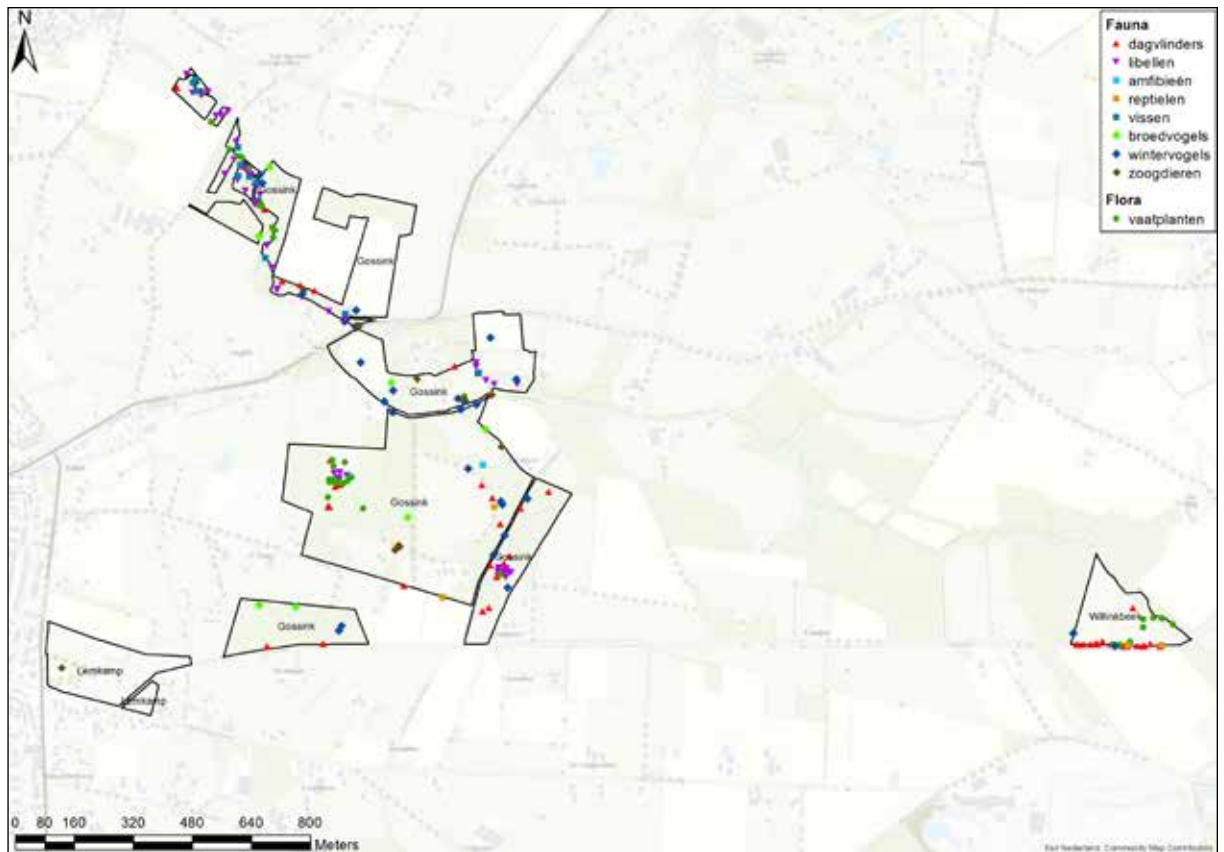 N
Fauna
dagvlinders
libellen
amfibieën
reptielen
vissen
broedvogels
wintervogels
zoogdieren
Flora
vaatplanten
Gossink
Gossink
Gossink
Gossink
Gossink
Gossink
Willinkbeek
Lemkamp
Lemkamp
0 80 160 320 480 640 800
Meters
Esri Nederland, Community Map Contributors